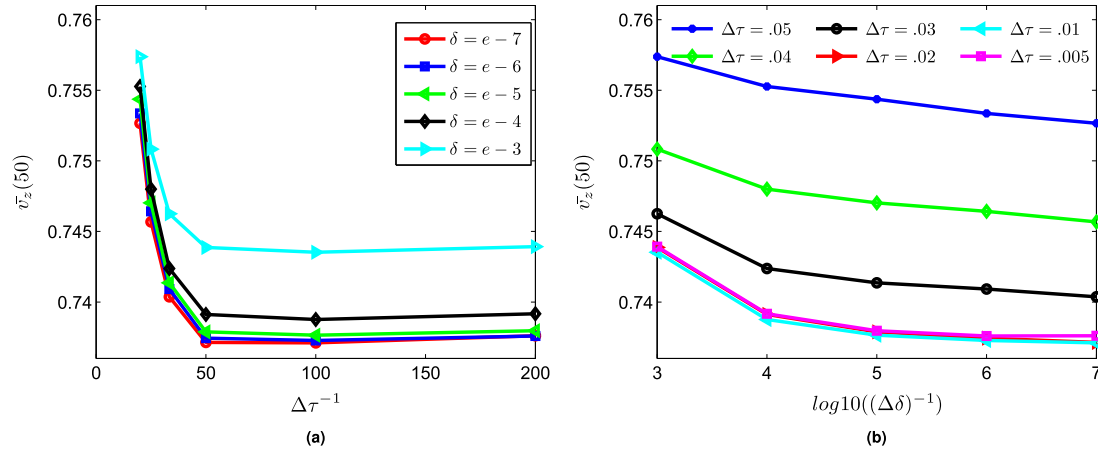 0.76
0.755
0.75
0.745
0.74
v̄z(50)
0 50 100 150 200
Δτ⁻¹
δ = e − 7
δ = e − 6
δ = e − 5
δ = e − 4
δ = e − 3
(a)
0.76
0.755
0.75
0.745
0.74
v̄z(50)
Δτ = .05 Δτ = .03 Δτ = .01
Δτ = .04 Δτ = .02 Δτ = .005
3 4 5 6 7
log10((Δδ)⁻¹)
(b)